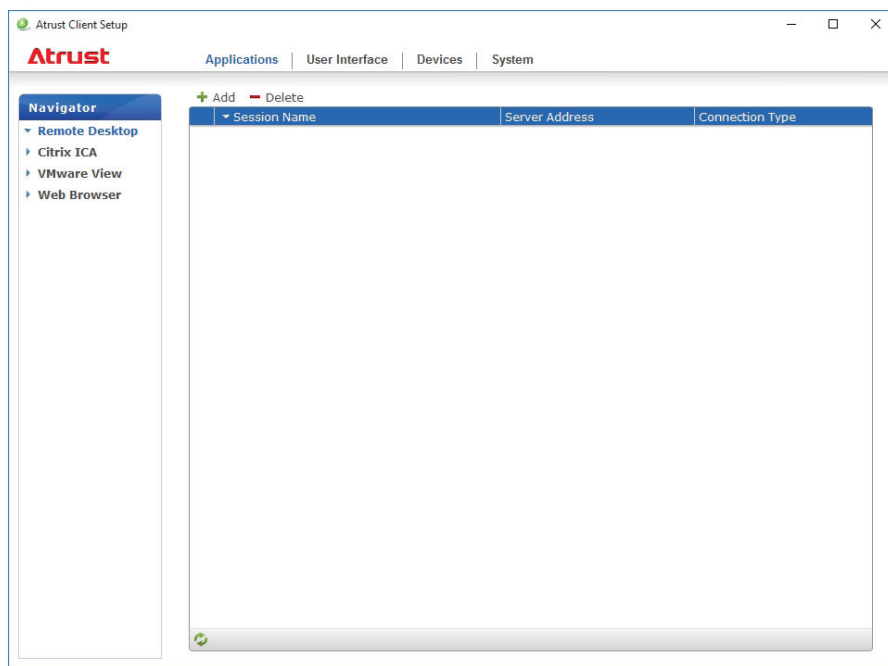 Atrust Client Setup
Atrust
Applications User Interface Devices System
Navigator
Remote Desktop
Citrix ICA
VMware View
Web Browser
Add Delete
Session Name Server Address Connection Type